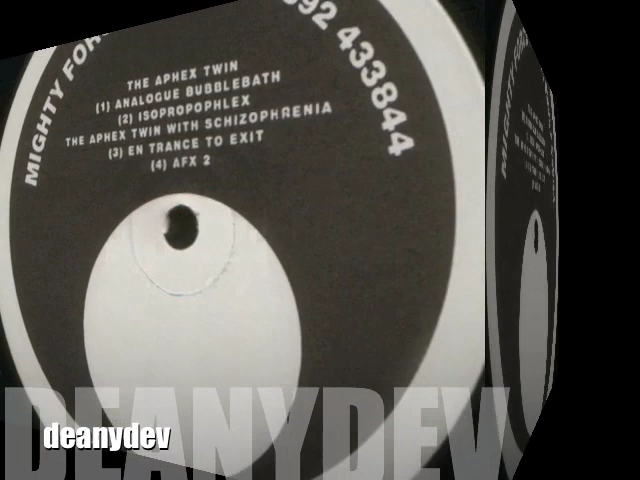 MIGHTY FOR
092 433844
THE APHEX TWIN
(1) ANALOGUE BUBBLEBATH
(2) ISOPROPOPHLEX
THE APHEX TWIN WITH SCHIZOPHRENIA
(3) EN TRANCE TO EXIT
(4) AFX 2
DEANYDEV
deanydev